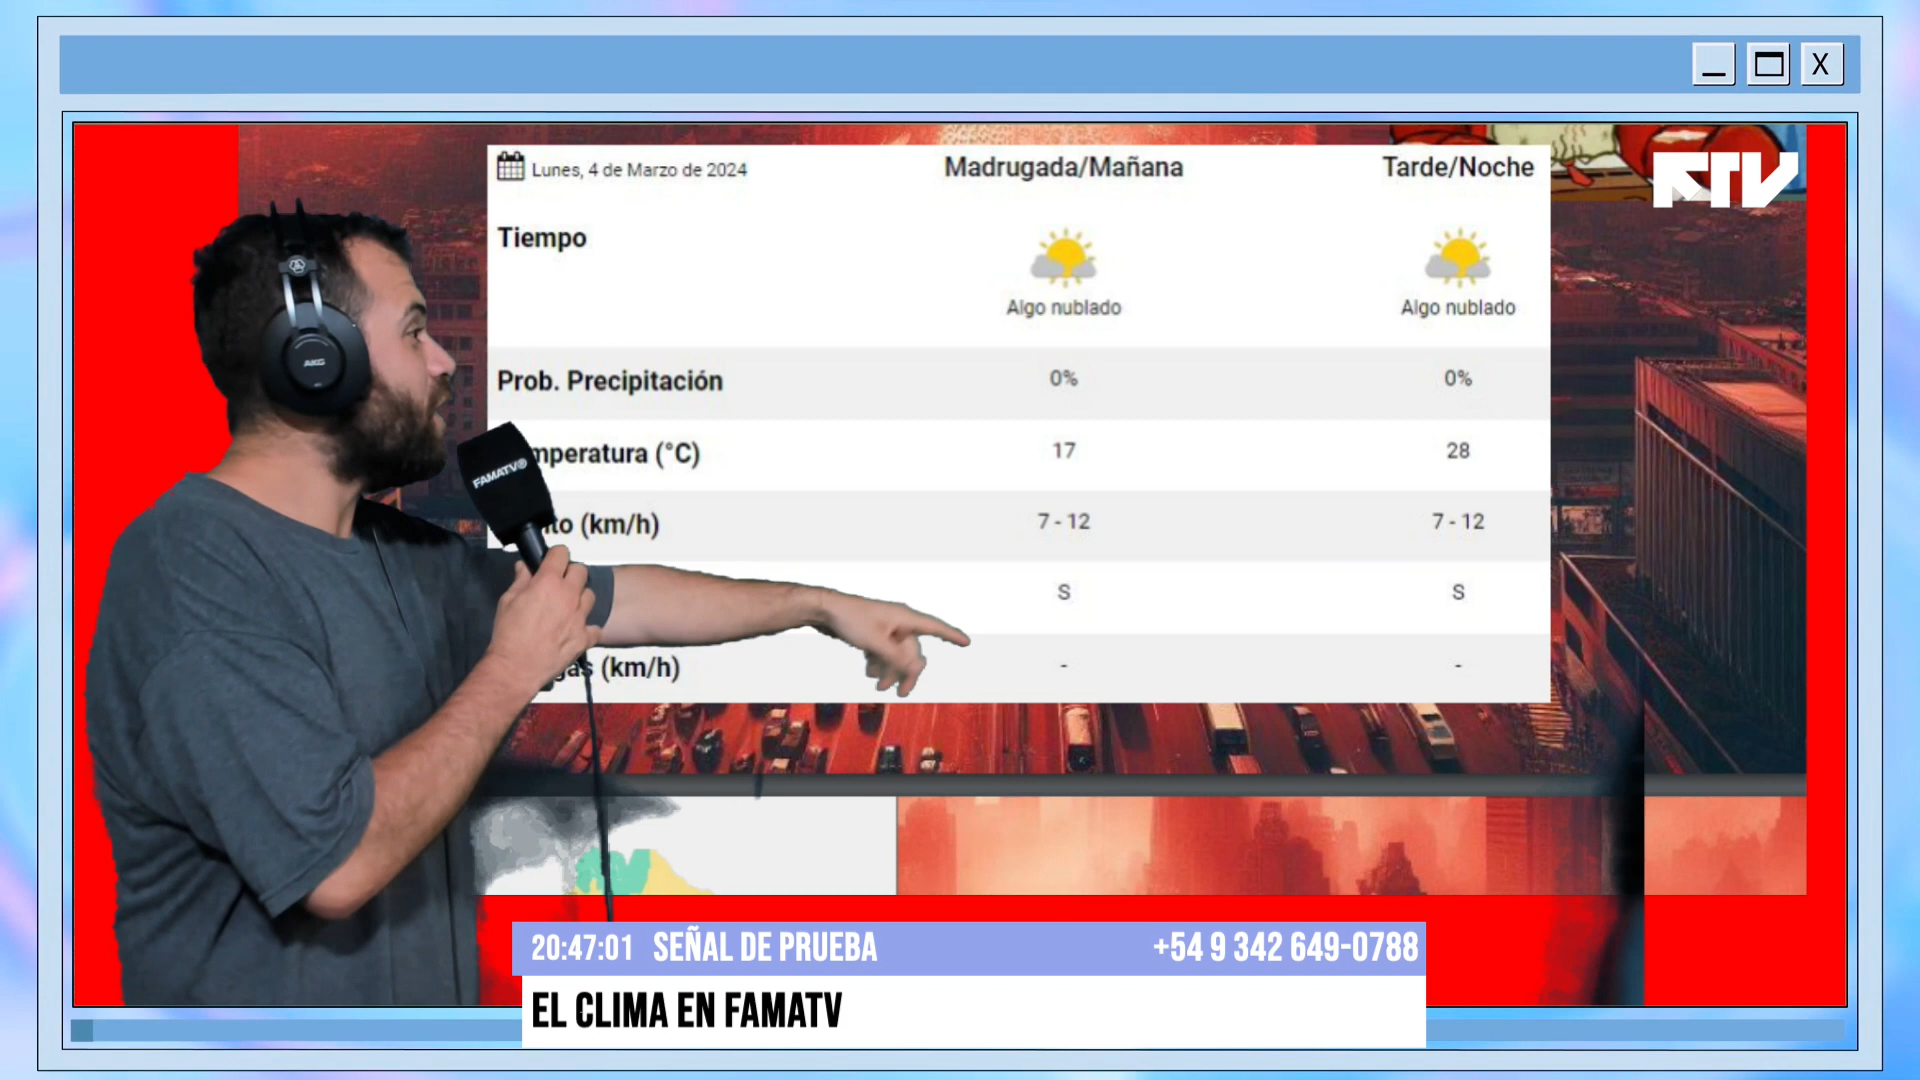 X
Lunes, 4 de Marzo de 2024
Madrugada/Mañana
Tarde/Noche
Tiempo
Algo nublado
Algo nublado
Prob. Precipitación
0%
0%
mperatura (°C)
17
28
(km/h)
7 - 12
7 - 12
S
S
(km/h)
-
-
AKG
FAMATV®
20:47:01 SEÑAL DE PRUEBA
+54 9 342 649-0788
EL CLIMA EN FAMATV